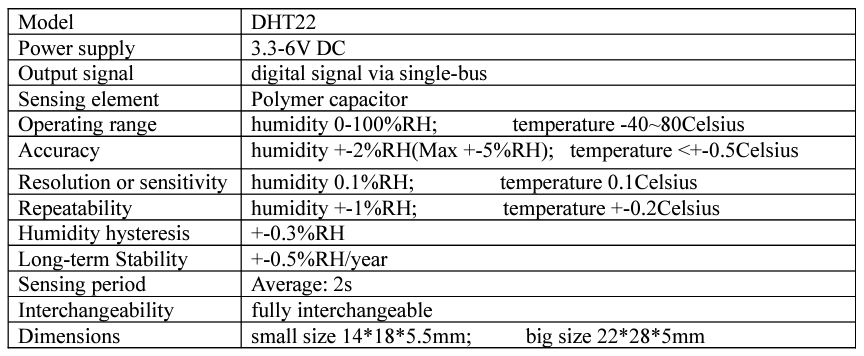 Model DHT22
Power supply 3.3-6V DC
Output signal digital signal via single-bus
Sensing element Polymer capacitor
Operating range humidity 0-100%RH; temperature -40~80Celsius
Accuracy humidity +-2%RH(Max +-5%RH); temperature <+-0.5Celsius
Resolution or sensitivity humidity 0.1%RH; temperature 0.1Celsius
Repeatability humidity +-1%RH; temperature +-0.2Celsius
Humidity hysteresis +-0.3%RH
Long-term Stability +-0.5%RH/year
Sensing period Average: 2s
Interchangeability fully interchangeable
Dimensions small size 14*18*5.5mm; big size 22*28*5mm